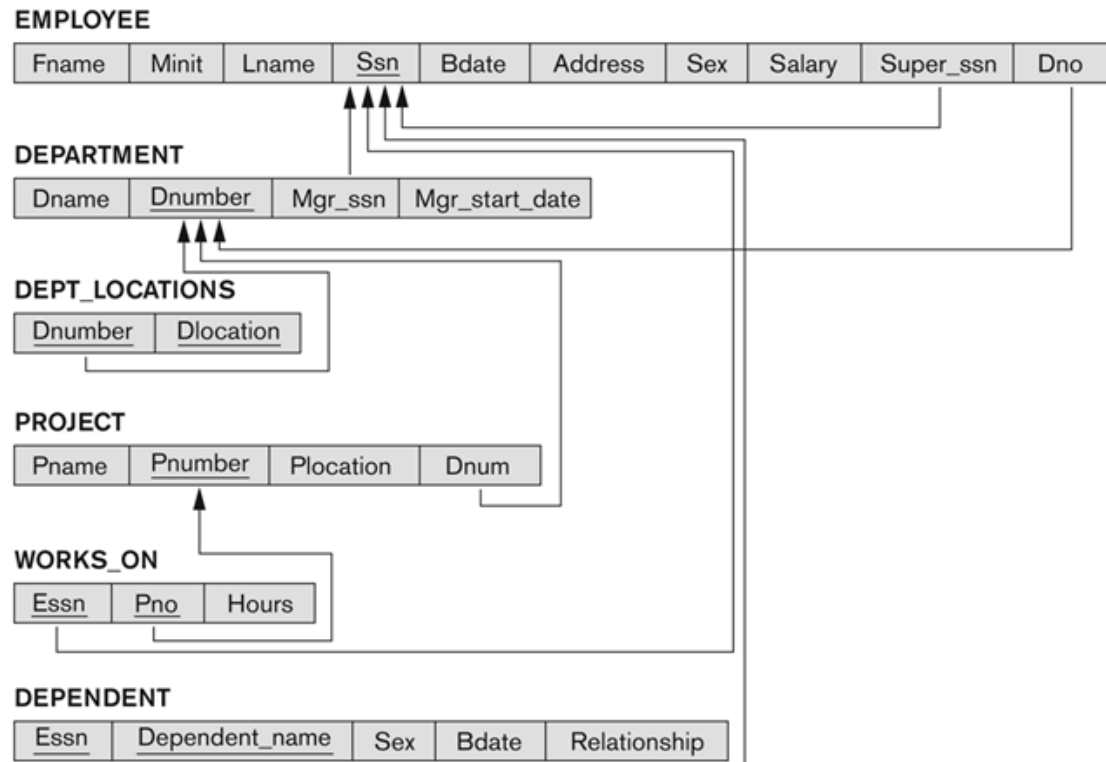 EMPLOYEE
Fname Minit Lname Ssn Bdate Address Sex Salary Super_ssn Dno
DEPARTMENT
Dname Dnumber Mgr_ssn Mgr_start_date
DEPT_LOCATIONS
Dnumber Dlocation
PROJECT
Pname Pnumber Plocation Dnum
WORKS_ON
Essn Pno Hours
DEPENDENT
Essn Dependent_name Sex Bdate Relationship